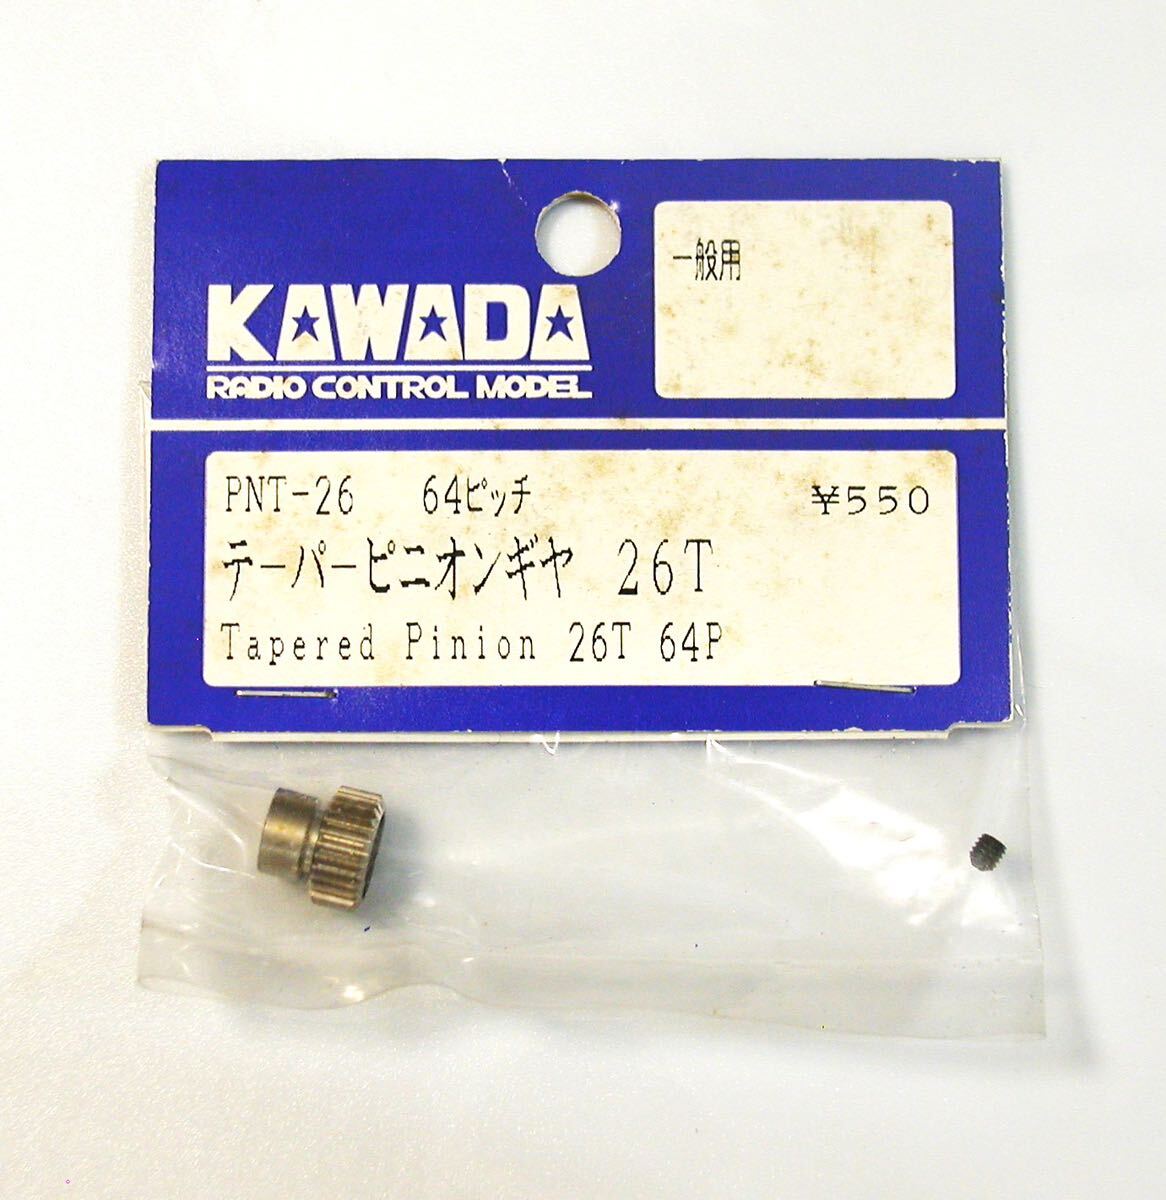 KAWADA
RADIO CONTROL MODEL
一般用
PNT-26 64ピッチ ¥550
テーパーピニオンギヤ 26T
Tapered Pinion 26T 64P